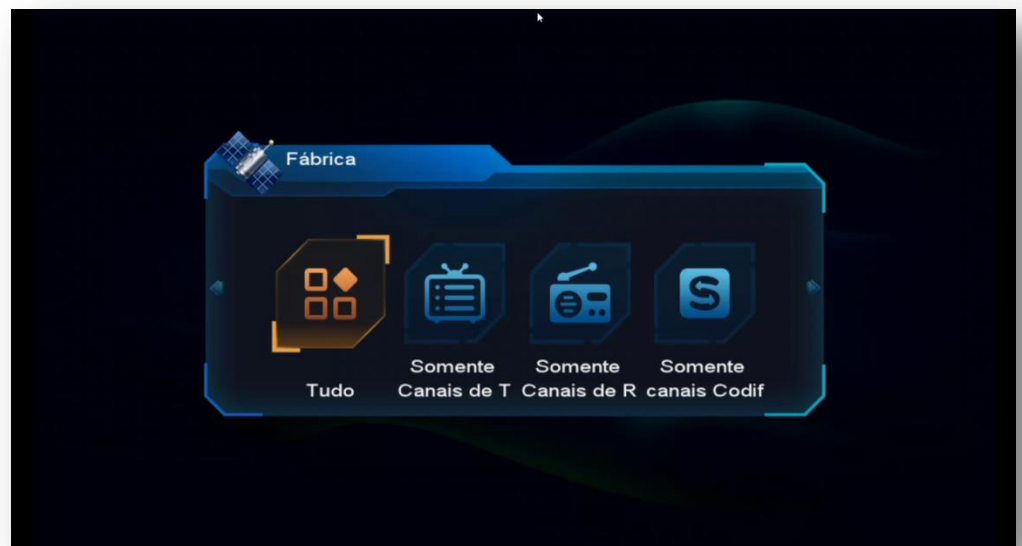 Fábrica
Tudo
Somente
Canais de T
Somente
Canais de R
Somente
canais Codif